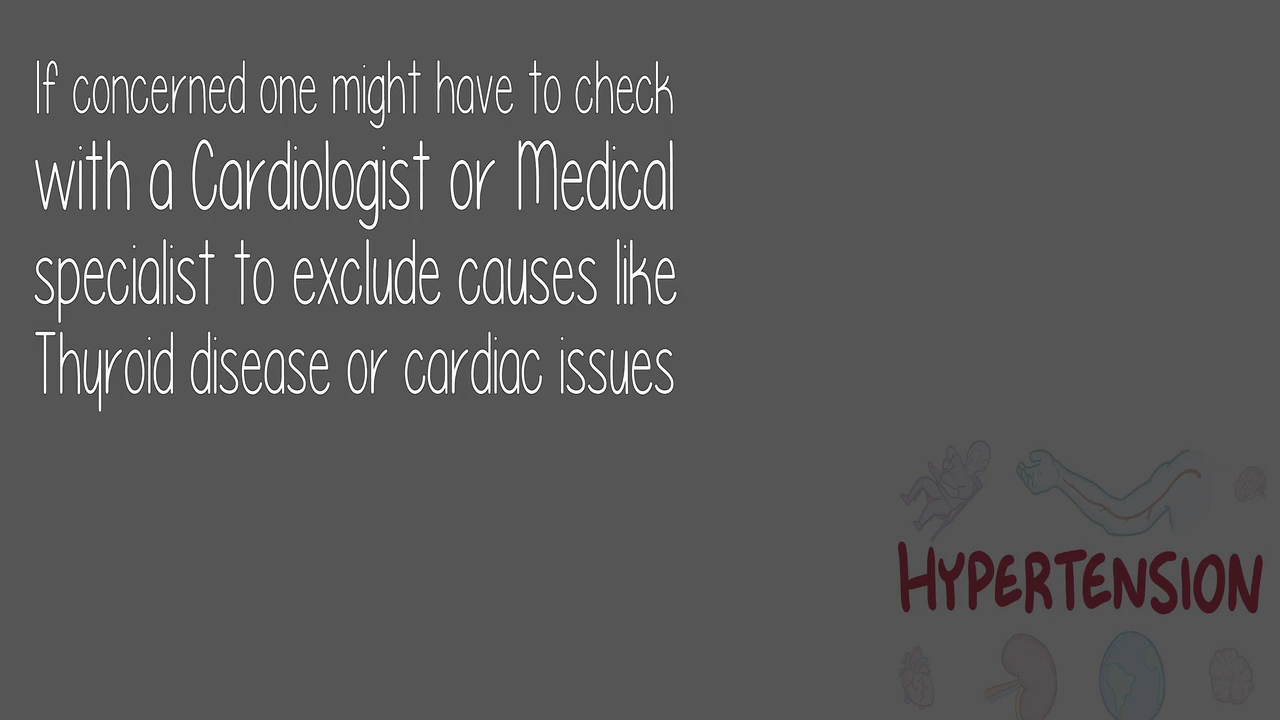 If concerned one might have to check
with a Cardiologist or Medical
specialist to exclude causes like
Thyroid disease or cardiac issues
HYPERTENSION